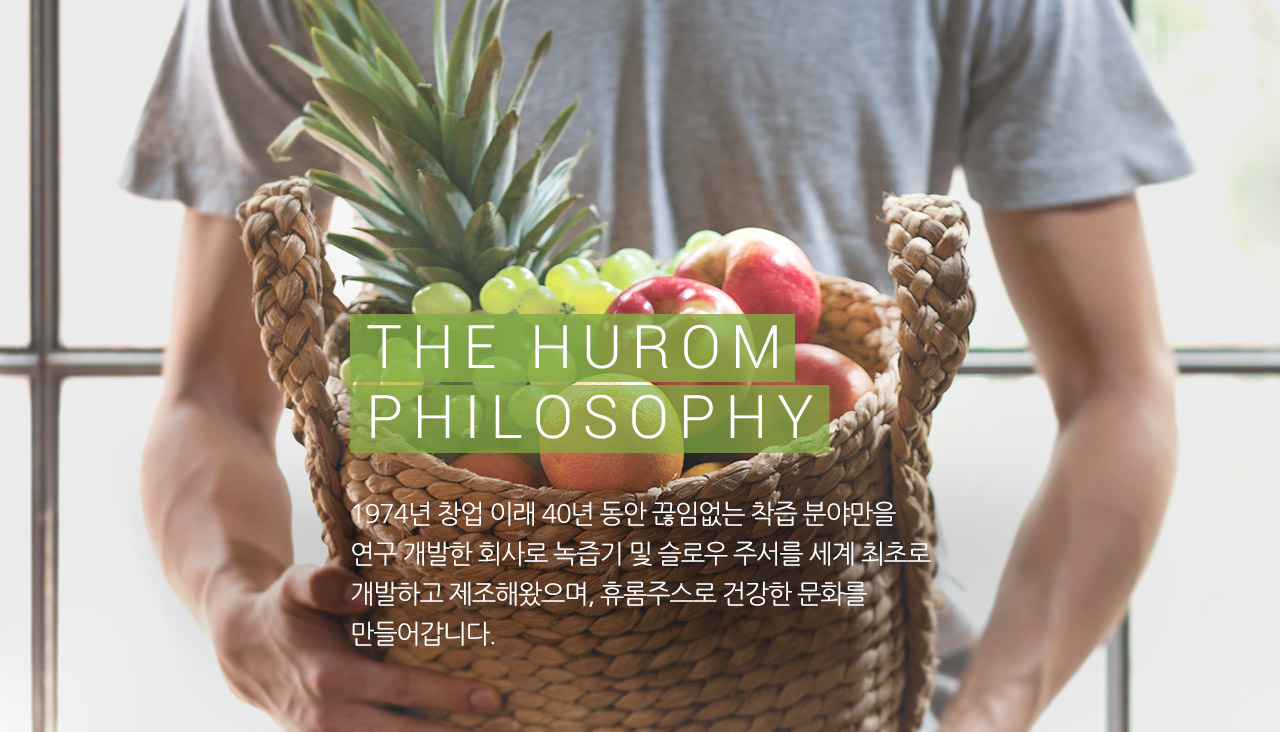 THE HUROM
PHILOSOPHY
1974년 창업 이래 40년 동안 끊임없는 착즙 분야만을
연구 개발한 회사로 녹즙기 및 슬로우 주서를 세계 최초로
개발하고 제조해왔으며, 휴롬주스로 건강한 문화를
만들어갑니다.